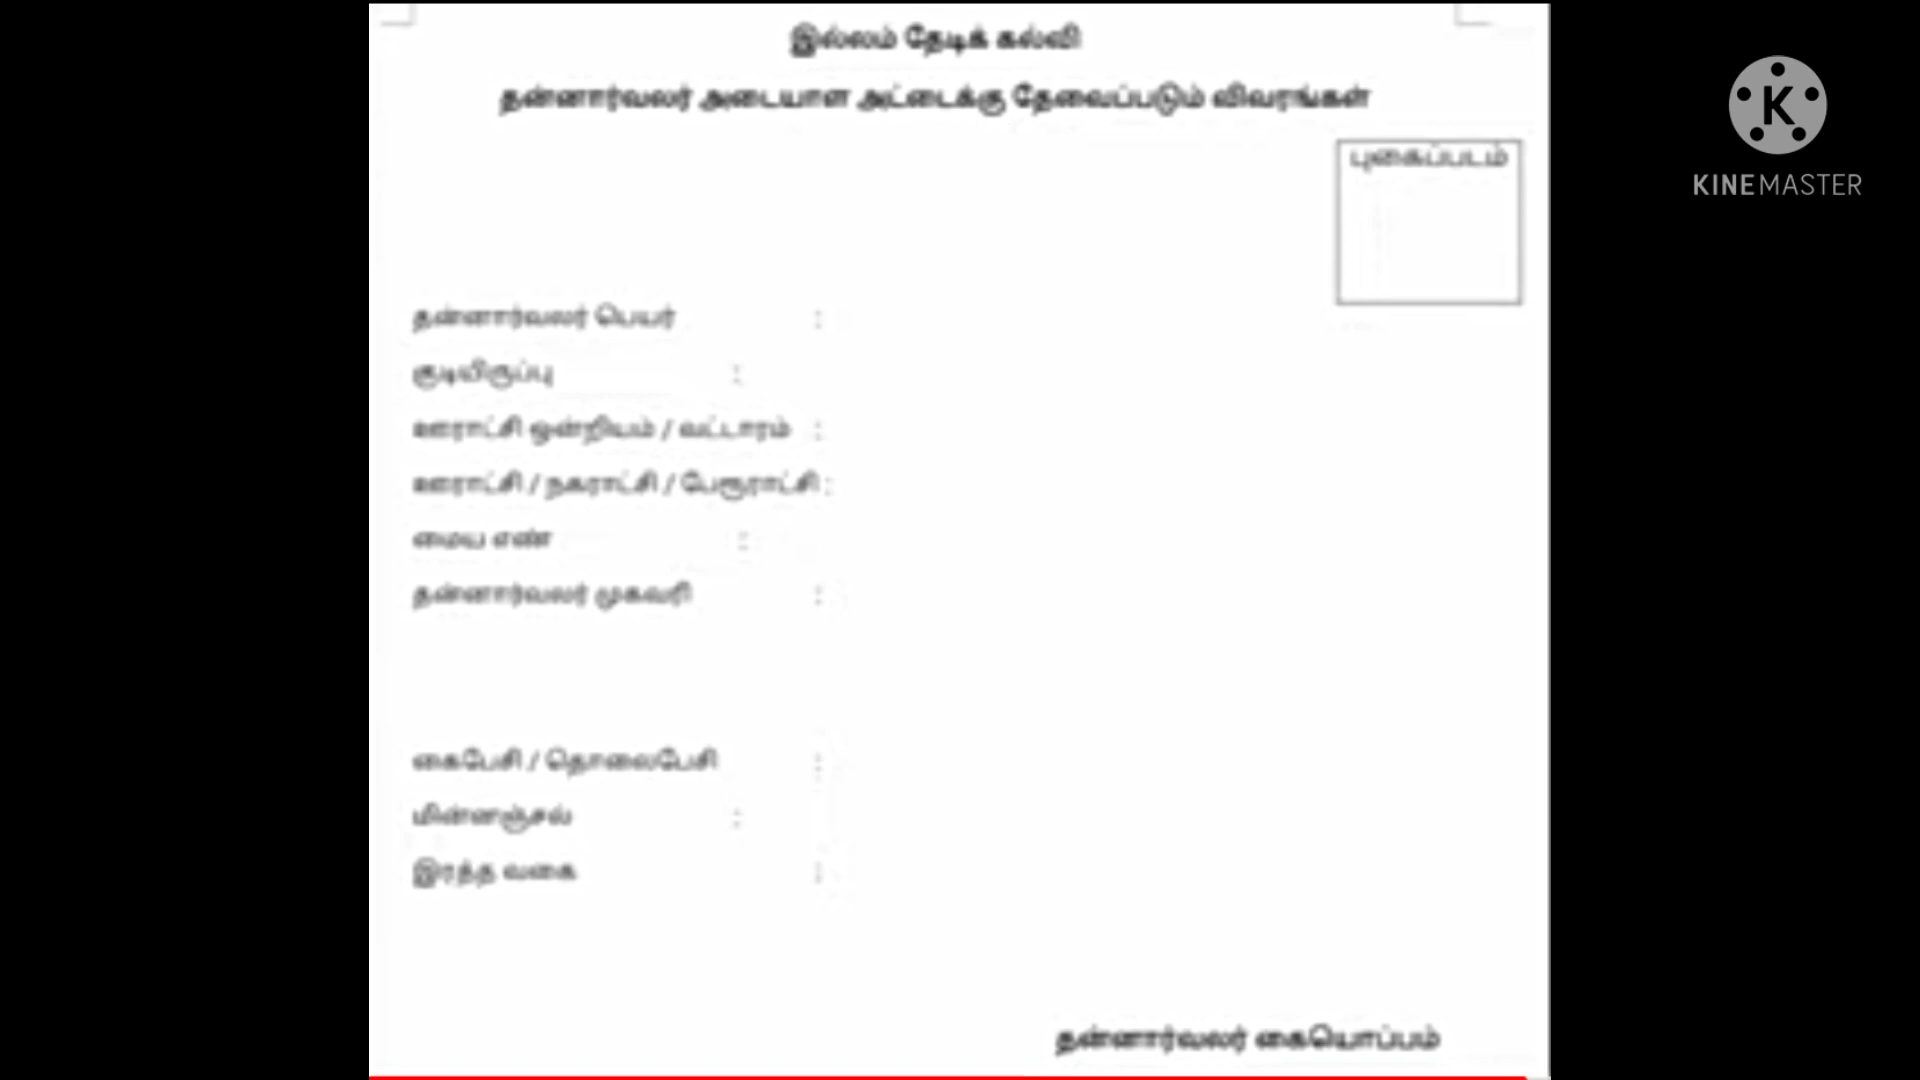 இல்லம் தேடிக் கல்வி
தன்னார்வலர் அடையாள அட்டைக்கு தேவைப்படும் விவரங்கள்
புகைப்படம்
K
KINEMASTER
தன்னார்வலர் பெயர் :
குடியிருப்பு :
ஊராட்சி ஒன்றியம் / வட்டாரம் :
ஊராட்சி / நகராட்சி / பேரூராட்சி :
மைய எண் :
தன்னார்வலர் முகவரி :
கைபேசி / தொலைபேசி :
மின்னஞ்சல் :
இரத்த வகை :
தன்னார்வலர் கையொப்பம்